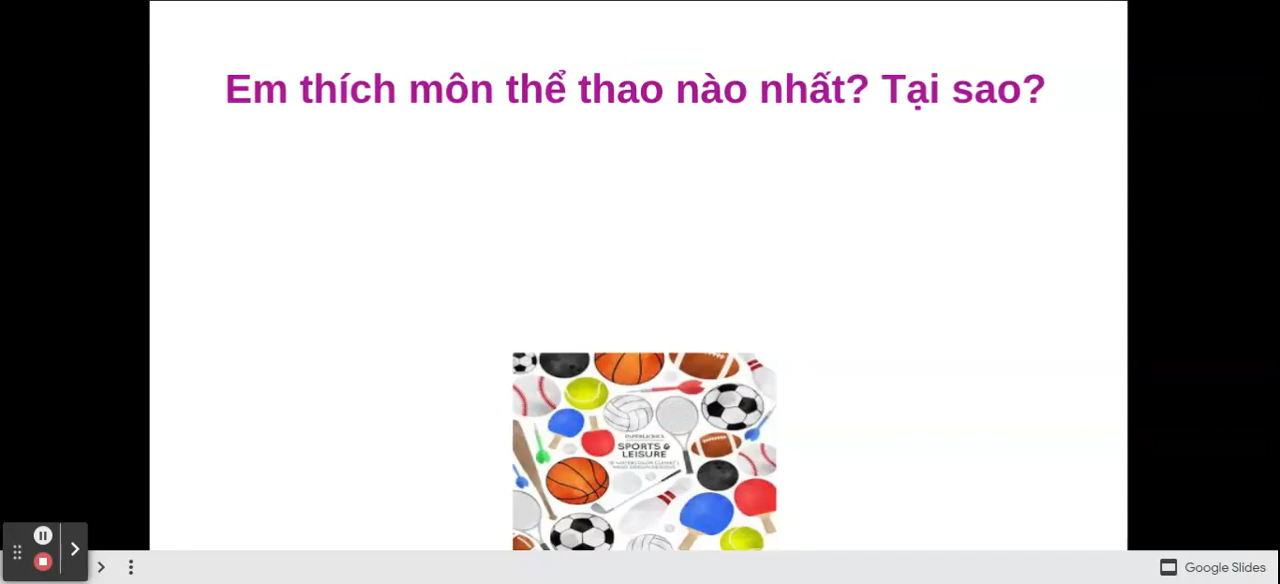 Em thích môn thể thao nào nhất? Tại sao?
SPORTS &
LEISURE
Google Slides